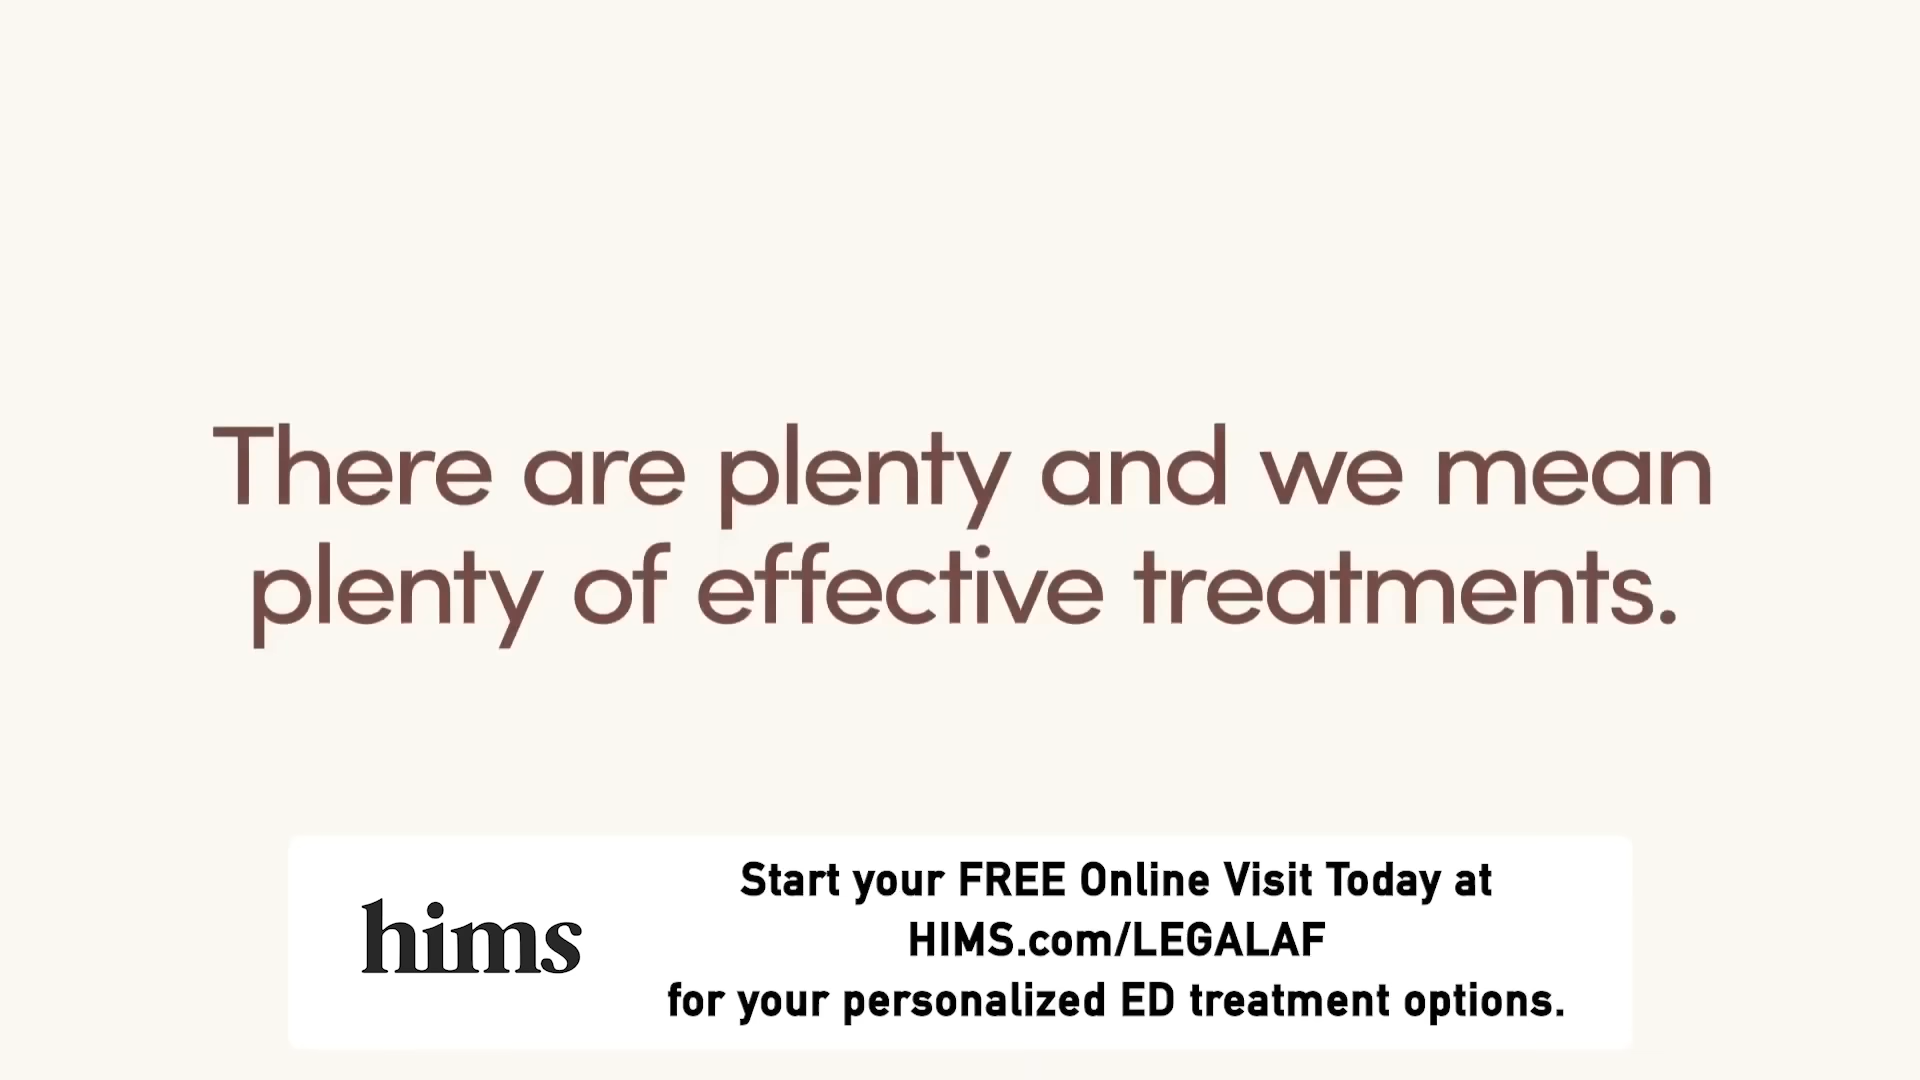 There are plenty and we mean
plenty of effective treatments.
hims
Start your FREE Online Visit Today at
HIMS.com/LEGALAF
for your personalized ED treatment options.